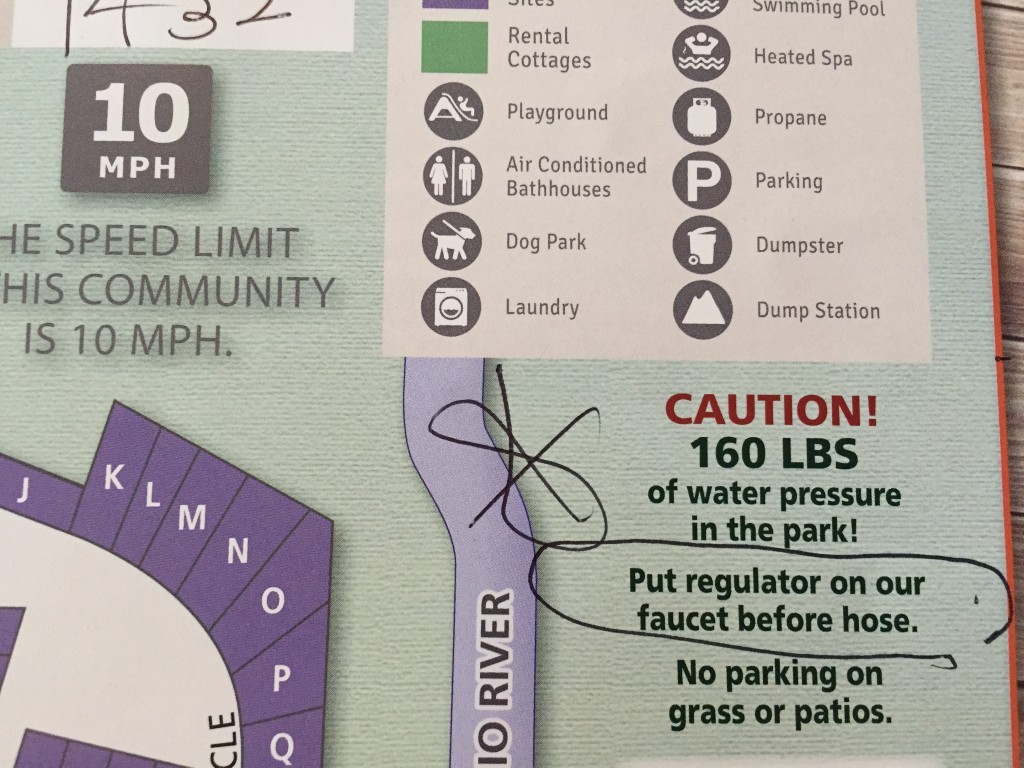 1432
10
MPH
HE SPEED LIMIT
HIS COMMUNITY
IS 10 MPH.
Sites
Rental
Cottages
Playground
Air Conditioned
Bathhouses
Dog Park
Laundry
Swimming Pool
Heated Spa
Propane
P
Parking
Dumpster
Dump Station
CAUTION!
160 LBS
of water pressure
in the park!
Put regulator on our
faucet before hose.
No parking on
grass or patios.
J
K
L
M
N
O
P
Q
CLE
IO RIVER